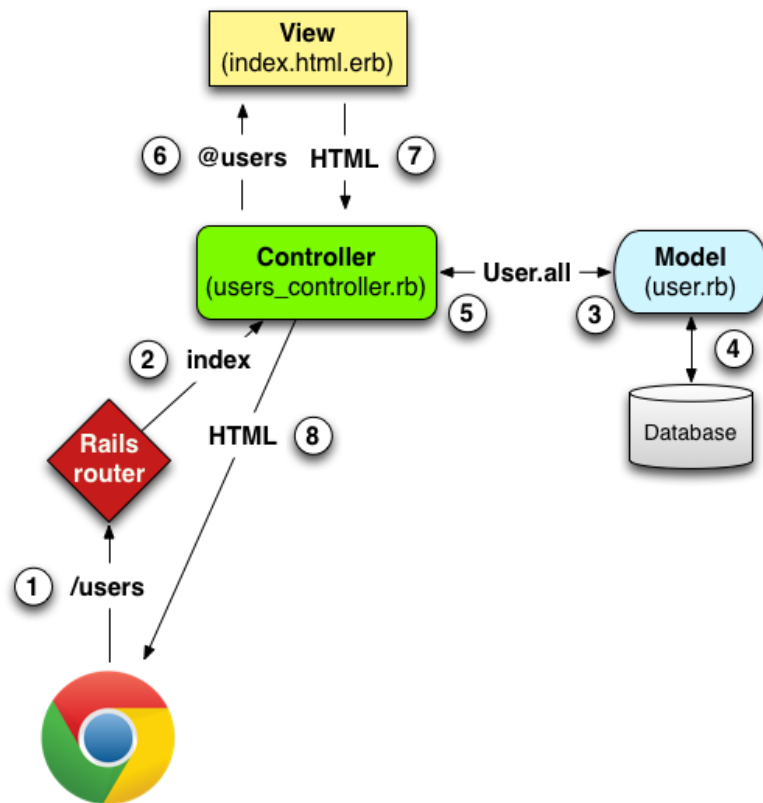 View
(index.html.erb)
6 @users HTML 7
Controller
(users_controller.rb)
User.all
Model
(user.rb)
5
3
4
2 index
Database
HTML 8
Rails
router
1 /users